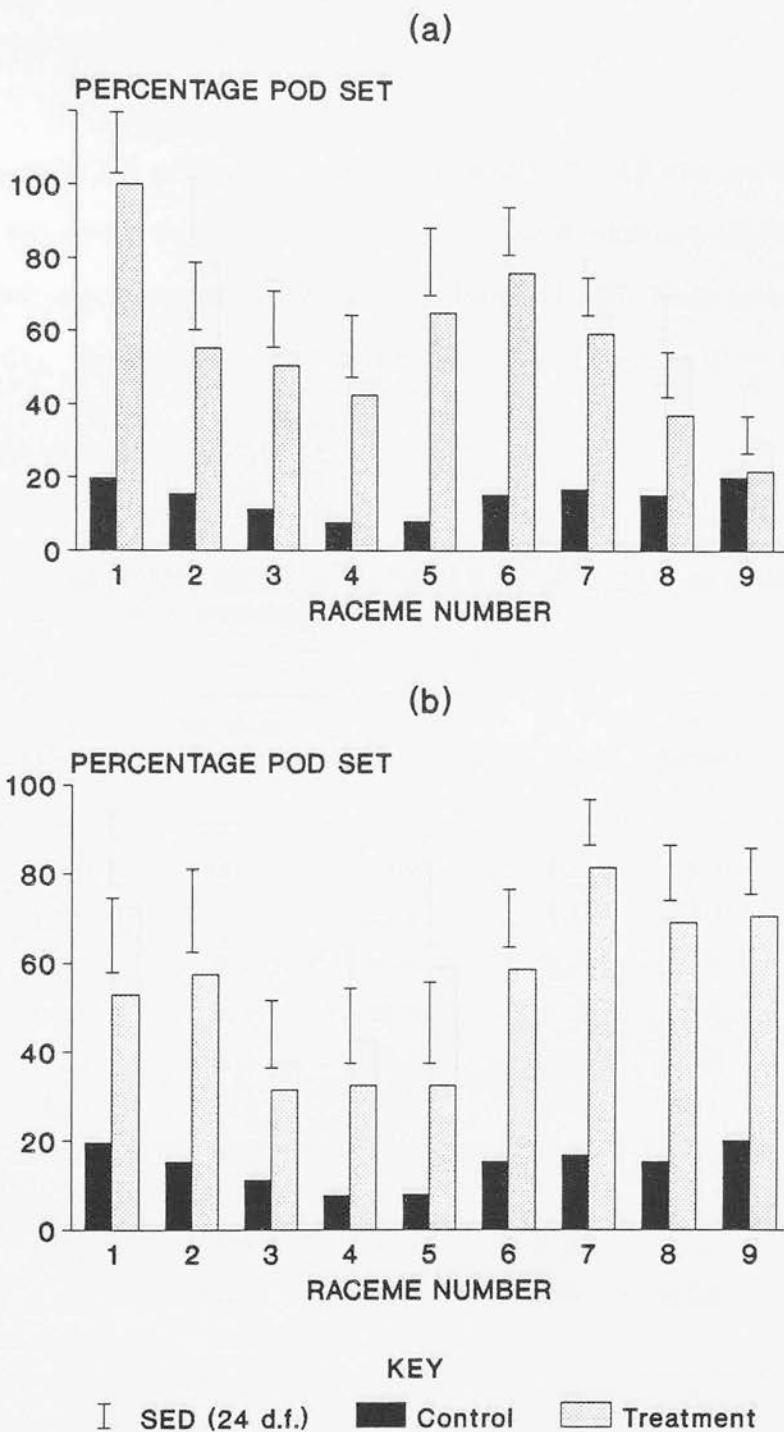 (a)
PERCENTAGE POD SET
100
80
60
40
20
0
1 2 3 4 5 6 7 8 9
RACEME NUMBER
(b)
PERCENTAGE POD SET
100
80
60
40
20
0
1 2 3 4 5 6 7 8 9
RACEME NUMBER
KEY
SED (24 d.f.) Control Treatment